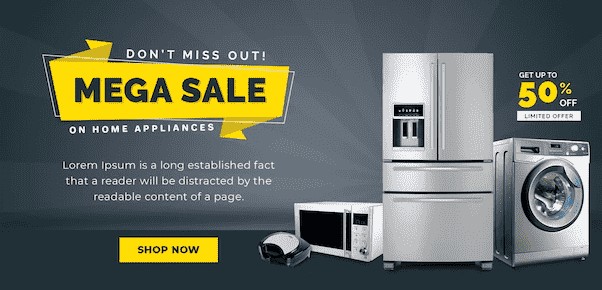 DON'T MISS OUT!
MEGA SALE
ON HOME APPLIANCES
Lorem Ipsum is a long established fact
that a reader will be distracted by the
readable content of a page.
SHOP NOW
GET UP TO
50%
OFF
LIMITED OFFER